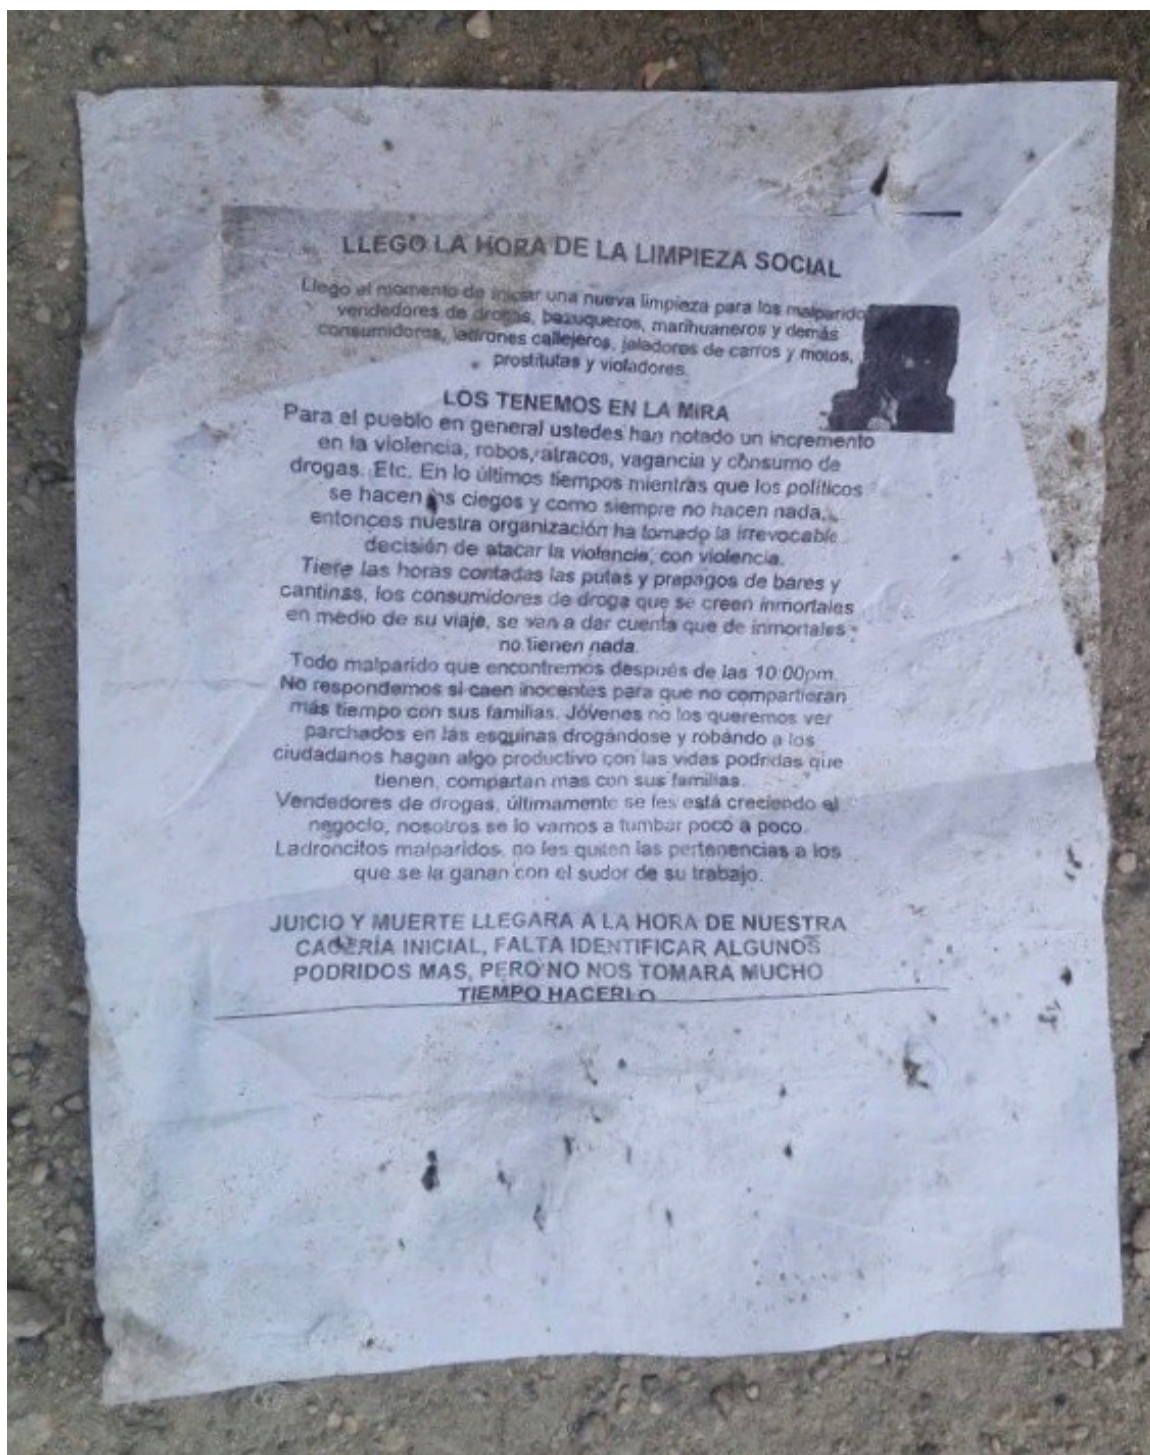 LLEGO LA HORA DE LA LIMPIEZA SOCIAL
Llego el momento de iniciar una nueva limpieza para los malparido
vendedores de drogas, bazuqueros, marihuaneros y demás
consumidores, ladrones callejeros, jaladores de carros y motos,
prostitutas y violadores.
LOS TENEMOS EN LA MIRA
Para el pueblo en general ustedes han notado un incremento
en la violencia, robos, atracos, vagancia y consumo de
drogas. Etc. En lo últimos tiempos mientras que los políticos
se hacen los ciegos y como siempre no hacen nada,
entonces nuestra organización ha tomado la irrevocable
decisión de atacar la violencia, con violencia.
Tiere las horas contadas las putas y prepagos de bares y
cantinas, los consumidores de droga que se creen inmortales
en medio de su viaje, se van a dar cuenta que de inmortales
no tienen nada.
Todo malparido que encontremos después de las 10:00pm.
No respondemos si caen inocentes para que no compartieran
más tiempo con sus familias. Jóvenes no los queremos ver
parchados en las esquinas drogándose y robando a los
ciudadanos hagan algo productivo con las vidas podridas que
tienen, compartan mas con sus familias.
Vendedores de drogas, últimamente se les está creciendo el
negocio, nosotros se lo vamos a tumbar poco a poco.
Ladroncitos malparidos, no les quiten las pertenencias a los
que se la ganan con el sudor de su trabajo.
JUICIO Y MUERTE LLEGARA A LA HORA DE NUESTRA
CACERÍA INICIAL, FALTA IDENTIFICAR ALGUNOS
PODRIDOS MAS, PERO NO NOS TOMARA MUCHO
TIEMPO HACERLO